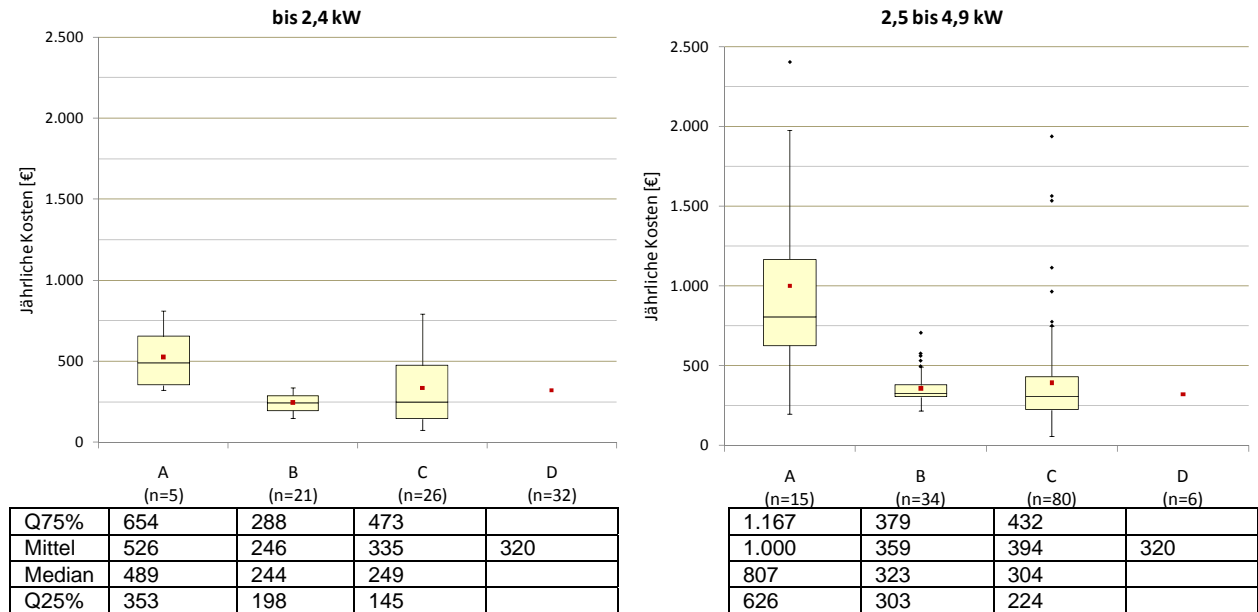 bis 2,4 kW
2.500
2.000
1.500
1.000
500
0
Jährliche Kosten [€]
A B C D
(n=5) (n=21) (n=26) (n=32)
Q75% 654 288 473
Mittel 526 246 335 320
Median 489 244 249
Q25% 353 198 145
2,5 bis 4,9 kW
2.500
2.000
1.500
1.000
500
0
Jährliche Kosten [€]
A B C D
(n=15) (n=34) (n=80) (n=6)
1.167 379 432
1.000 359 394 320
807 323 304
626 303 224